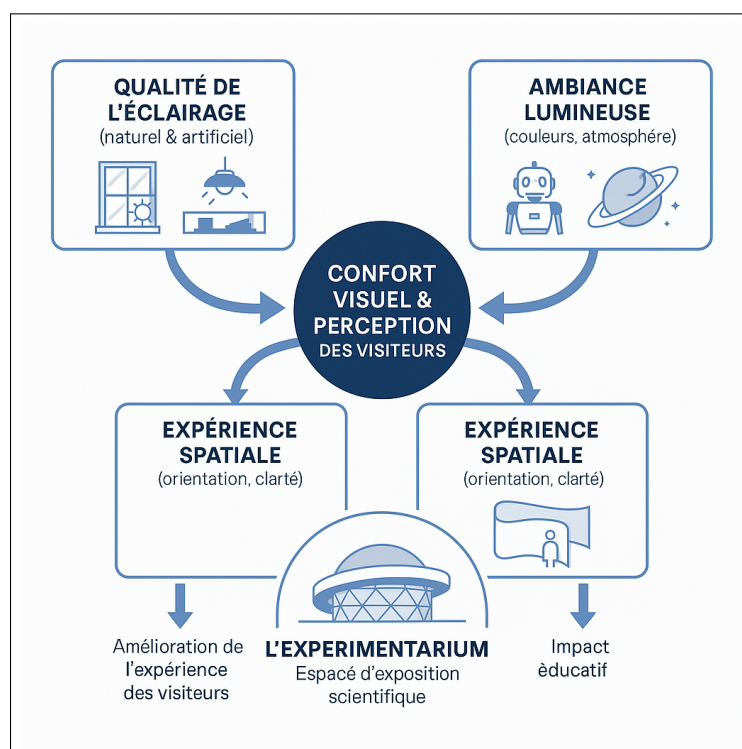 QUALITÉ DE
L'ÉCLAIRAGE
(naturel & artificiel)
AMBIANCE
LUMINEUSE
(couleurs, atmosphére)
CONFORT
VISUEL &
PERCEPTION
DES VISITEURS
EXPÉRIENCE
SPATIALE
(orientation, clarté)
EXPÉRIENCE
SPATIALE
(orientation, clarté)
Amélioration de
l'expérience
des visiteurs
L'EXPERIMENTARIUM
Espacé d'exposition
scientifique
Impact
èducatif